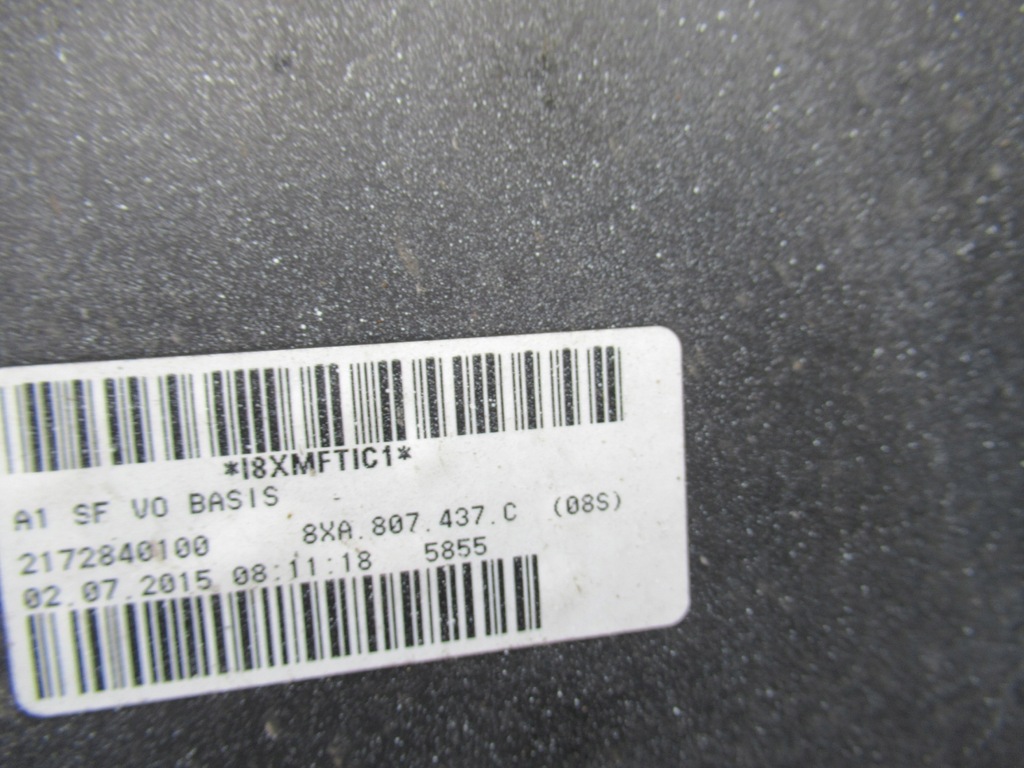 *I8XMFTIC1*
A1 SF VO BASIS
8XA.807.437.C (08S)
2172840100
02.07.2015 08:11:18 5855